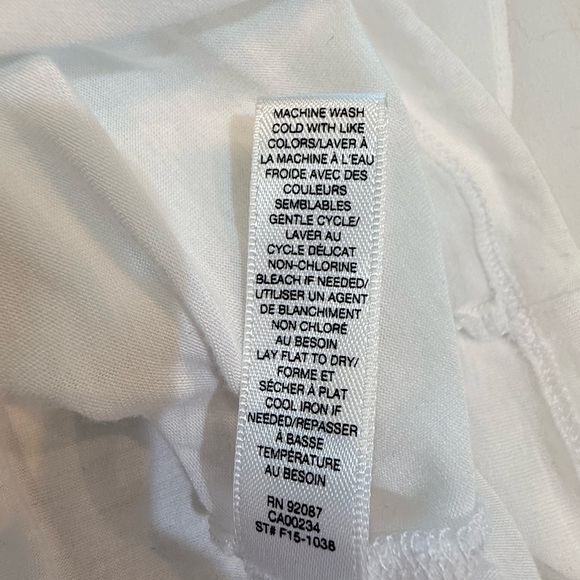 MACHINE WASH
COLD WITH LIKE
COLORS/LAVER À
LA MACHINE À L'EAU
FROIDE AVEC DES
COULEURS
SEMBLABLES
GENTLE CYCLE/
LAVER AU
CYCLE DÉLICAT
NON-CHLORINE
BLEACH IF NEEDED/
UTILISER UN AGENT
DE BLANCHIMENT
NON CHLORÉ
AU BESOIN
LAY FLAT TO DRY/
FORME ET
SÉCHER À PLAT
COOL IRON IF
NEEDED/REPASSER
À BASSE
TEMPÉRATURE
AU BESOIN
RN 92087
CA00234
ST# F15-1038